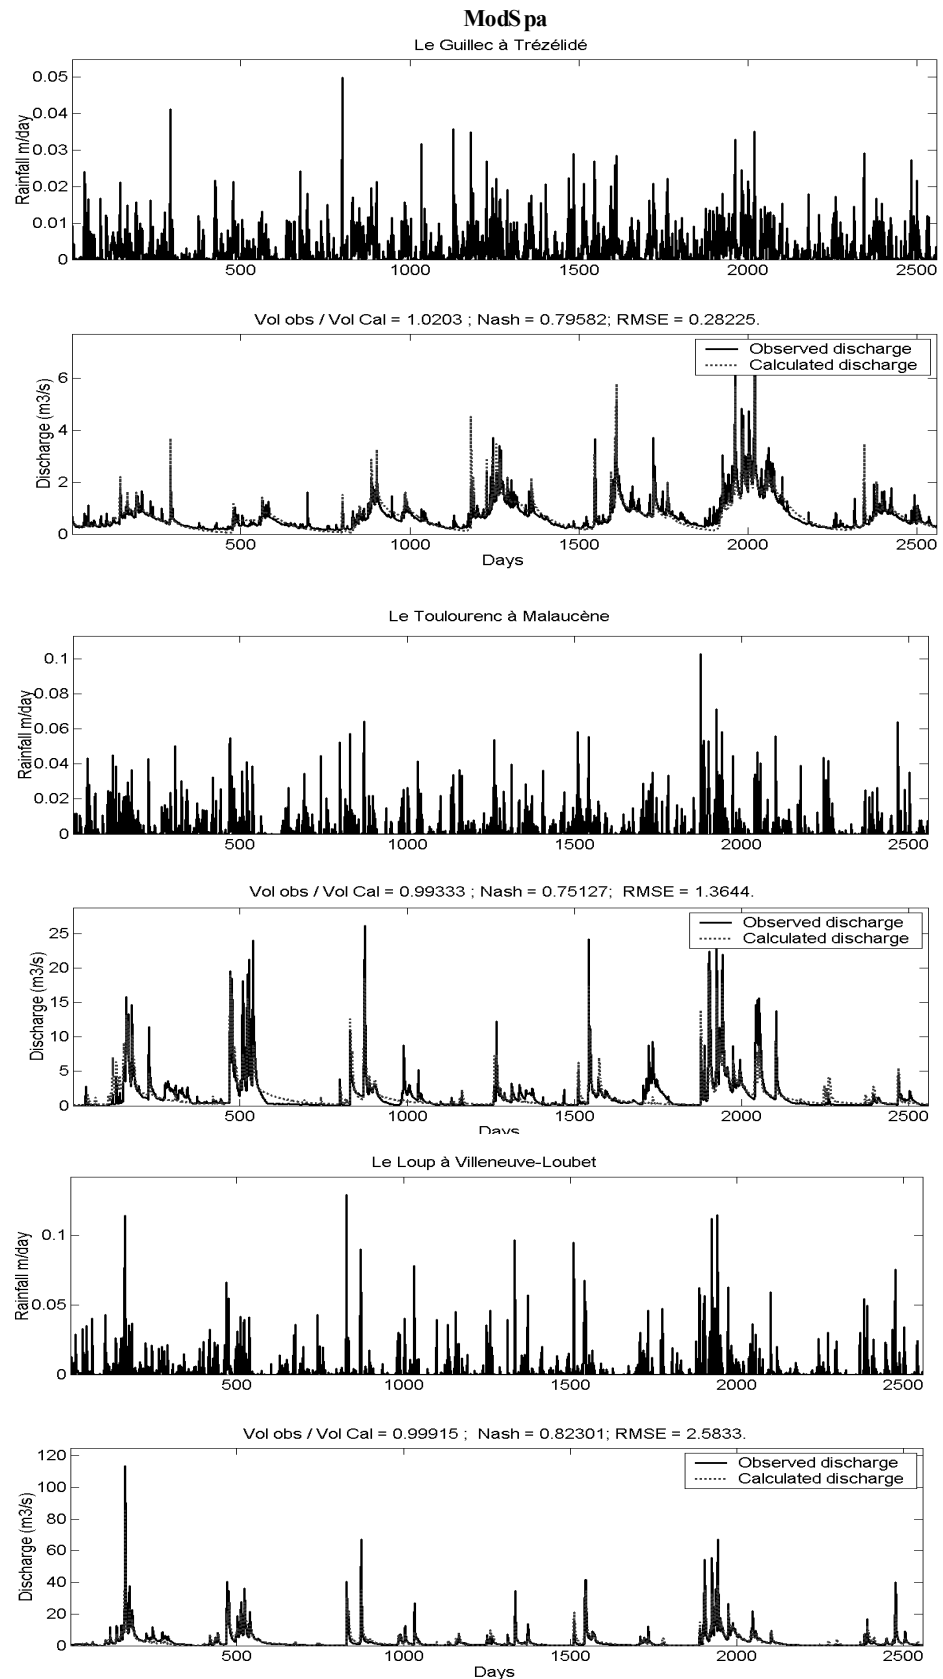 ModSpa
Le Guillec à Trézélidé
Rainfall m/day
0.05
0.04
0.03
0.02
0.01
0
500
1000
1500
2000
2500
Vol obs / Vol Cal = 1.0203 ; Nash = 0.79582; RMSE = 0.28225.
Discharge (m3/s)
6
4
2
0
Observed discharge
Calculated discharge
500
1000
1500
2000
2500
Days
Le Toulourenc à Malaucène
Rainfall m/day
0.1
0.08
0.06
0.04
0.02
0
500
1000
1500
2000
2500
Vol obs / Vol Cal = 0.99333 ; Nash = 0.75127; RMSE = 1.3644.
Discharge (m3/s)
25
20
15
10
5
0
Observed discharge
Calculated discharge
500
1000
1500
2000
2500
Days
Le Loup à Villeneuve-Loubet
Rainfall m/day
0.1
0.05
0
500
1000
1500
2000
2500
Vol obs / Vol Cal = 0.99915 ; Nash = 0.82301; RMSE = 2.5833.
Discharge (m3/s)
120
100
80
60
40
20
0
Observed discharge
Calculated discharge
500
1000
1500
2000
2500
Days